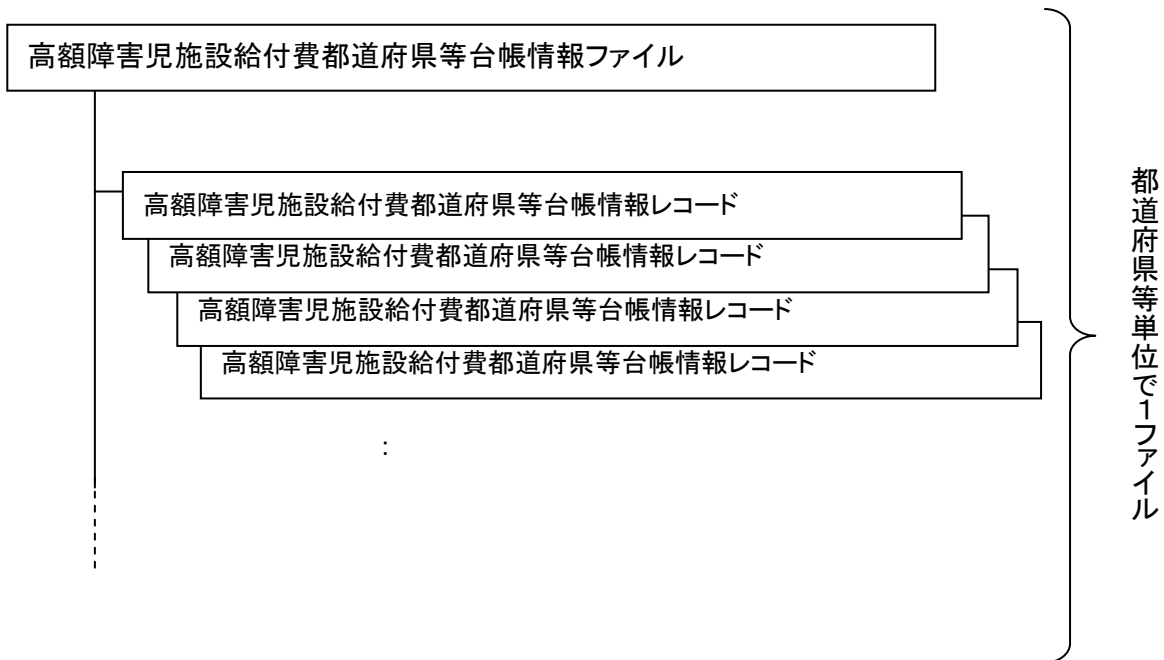 高額障害児施設給付費都道府県等台帳情報ファイル
高額障害児施設給付費都道府県等台帳情報レコード
高額障害児施設給付費都道府県等台帳情報レコード
高額障害児施設給付費都道府県等台帳情報レコード
高額障害児施設給付費都道府県等台帳情報レコード
:
都道府県等単位で1ファイル